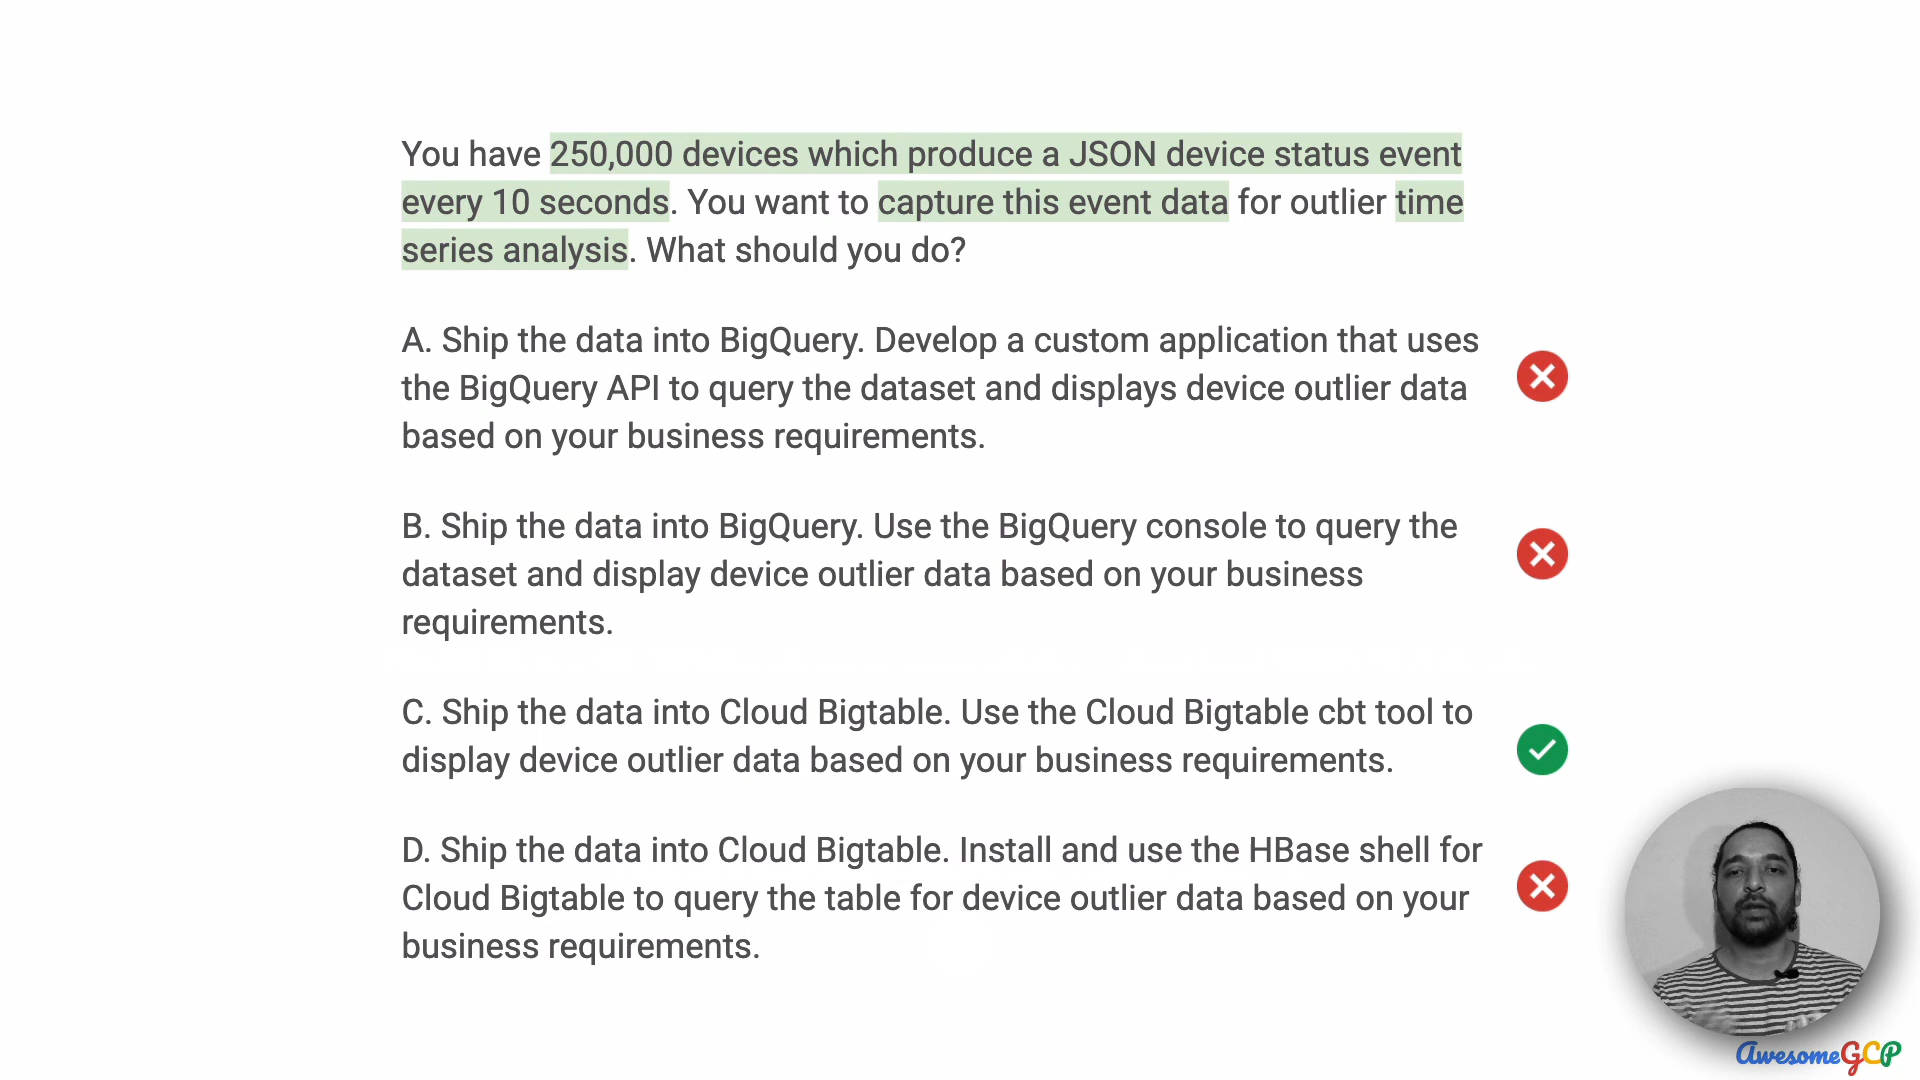 You have 250,000 devices which produce a JSON device status event
every 10 seconds. You want to capture this event data for outlier time
series analysis. What should you do?
A. Ship the data into BigQuery. Develop a custom application that uses
the BigQuery API to query the dataset and displays device outlier data
based on your business requirements.
B. Ship the data into BigQuery. Use the BigQuery console to query the
dataset and display device outlier data based on your business
requirements.
C. Ship the data into Cloud Bigtable. Use the Cloud Bigtable cbt tool to
display device outlier data based on your business requirements.
D. Ship the data into Cloud Bigtable. Install and use the HBase shell for
Cloud Bigtable to query the table for device outlier data based on your
business requirements.
AwesomeGCP